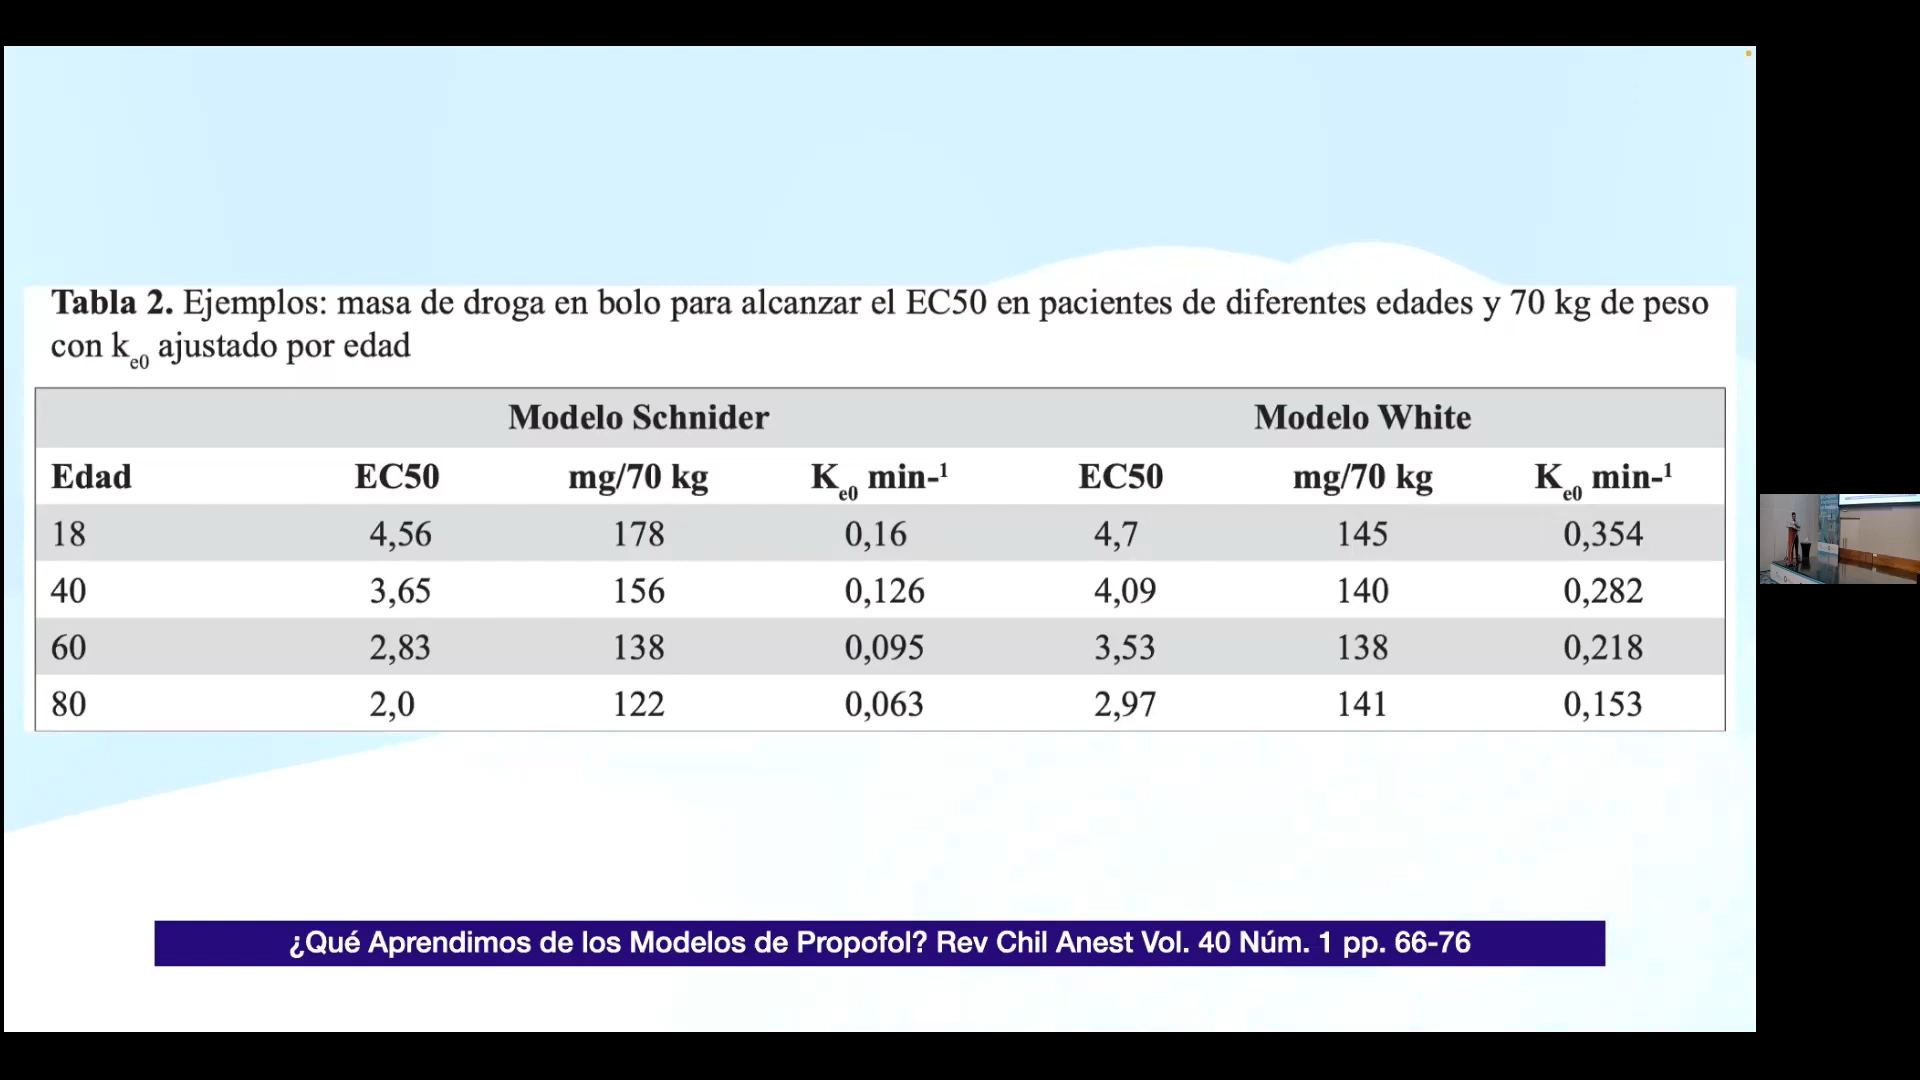 Tabla 2. Ejemplos: masa de droga en bolo para alcanzar el EC50 en pacientes de diferentes edades y 70 kg de peso
con ke0 ajustado por edad
Modelo Schnider Modelo White
Edad EC50 mg/70 kg Ke0 min-¹ EC50 mg/70 kg Ke0 min-¹
18 4,56 178 0,16 4,7 145 0,354
40 3,65 156 0,126 4,09 140 0,282
60 2,83 138 0,095 3,53 138 0,218
80 2,0 122 0,063 2,97 141 0,153
¿Qué Aprendimos de los Modelos de Propofol? Rev Chil Anest Vol. 40 Núm. 1 pp. 66-76